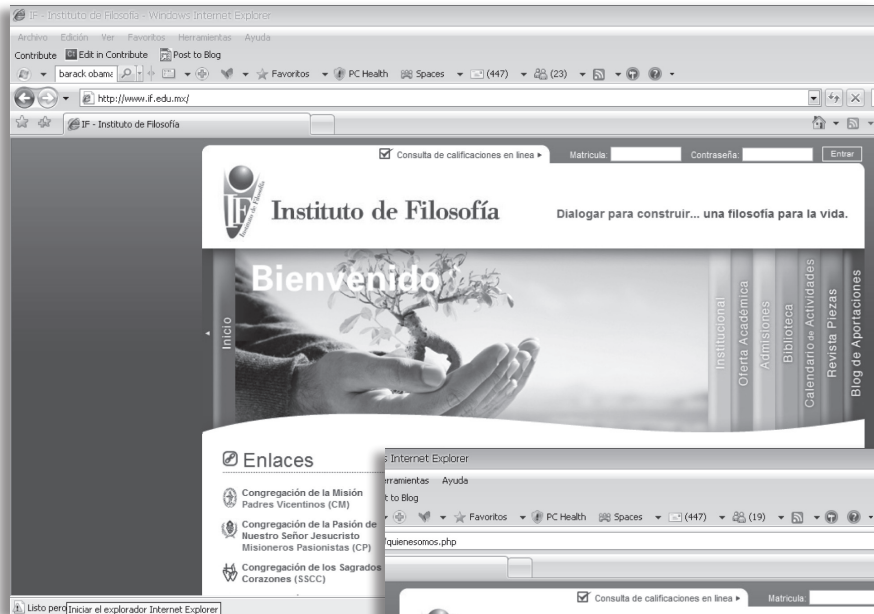 IF - Instituto de Filosofía - Windows Internet Explorer
Archivo Edición Ver Favoritos Herramientas Ayuda
Contribute Edit in Contribute Post to Blog
barack obama Favoritos PC Health Spaces (447) (23)
http://www.if.edu.mx/
IF - Instituto de Filosofía
Consulta de calificaciones en linea Matricula: Contraseña: Entrar
IF
Instituto de Filosofía
Instituto de Filosofía
Dialogar para construir... una filosofía para la vida.
Bienvenido
Inicio
Institucional
Oferta Académica
Admisiones
Biblioteca
Calendario de Actividades
Revista Piezas
Blog de Aportaciones
Enlaces
Congregación de la Misión
Padres Vicentinos (CM)
Congregación de la Pasión de
Nuestro Señor Jesucristo
Misioneros Pasionistas (CP)
Congregación de los Sagrados
Corazones (SSCC)
Listo pero Iniciar el explorador Internet Explorer
s Internet Explorer
erramientas Ayuda
t to Blog
Favoritos PC Health Spaces (447) (19)
/quienesomos.php
Consulta de calificaciones en linea Matricula: